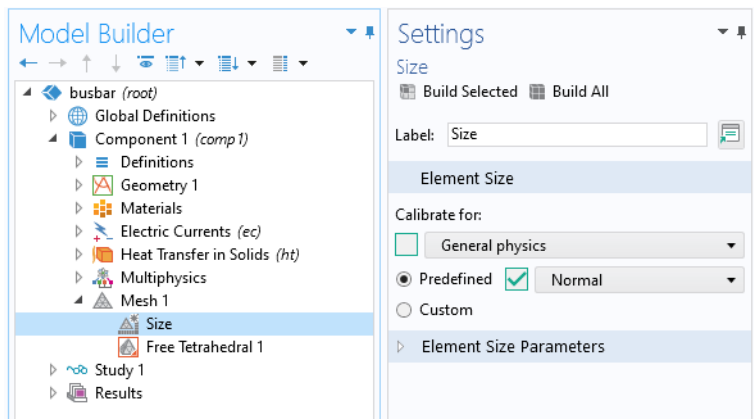 Model Builder
busbar (root)
Global Definitions
Component 1 (comp1)
Definitions
Geometry 1
Materials
Electric Currents (ec)
Heat Transfer in Solids (ht)
Multiphysics
Mesh 1
Size
Free Tetrahedral 1
Study 1
Results
Settings
Size
Build Selected Build All
Label: Size
Element Size
Calibrate for:
General physics
Predefined Normal
Custom
Element Size Parameters